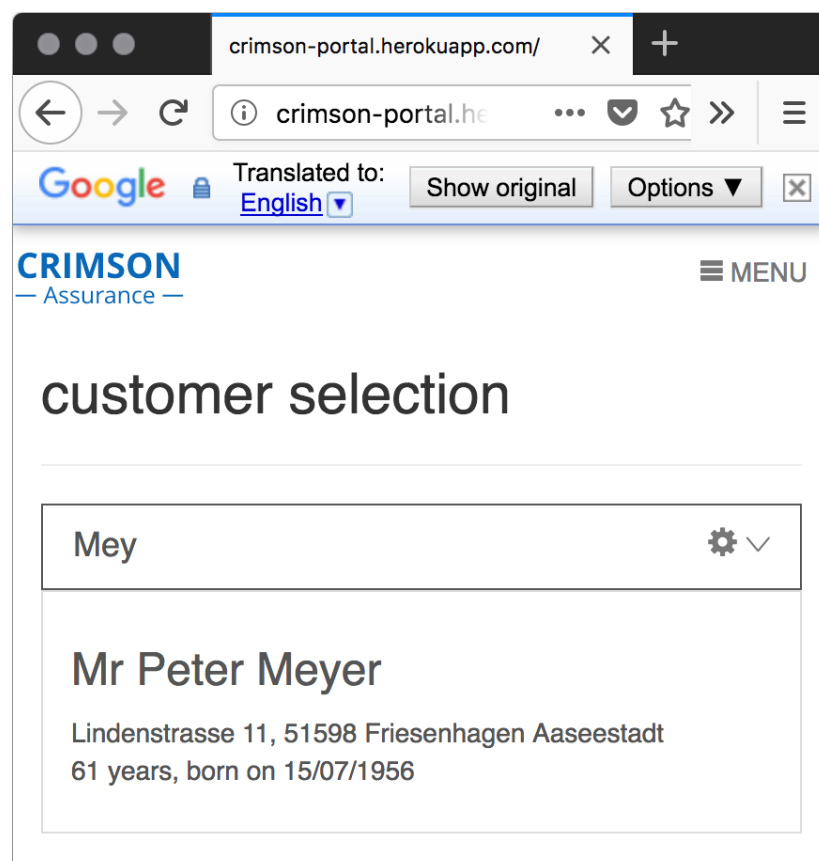 crimson-portal.herokuapp.com/
crimson-portal.he
Google
Translated to:
English
Show original
Options ▼
CRIMSON
— Assurance —
MENU
customer selection
Mey
Mr Peter Meyer
Lindenstrasse 11, 51598 Friesenhagen Aaseestadt
61 years, born on 15/07/1956